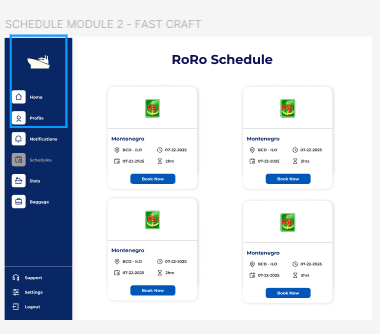 SCHEDULE MODULE 2 - FAST CRAFT
RoRo Schedule
Home
Profile
Notifications
Schedules
Slots
Baggage
Support
Settings
Logout
Montenegro
BCD - ILO 07-22-2025
07-22-2025 2hrs
Book Now
Montenegro
BCD - ILO 07-22-2025
07-22-2025 2hrs
Book Now
Montenegro
BCD - ILO 07-22-2025
07-22-2025 2hrs
Book Now
Montenegro
BCD - ILO 07-22-2025
07-22-2025 2hrs
Book Now